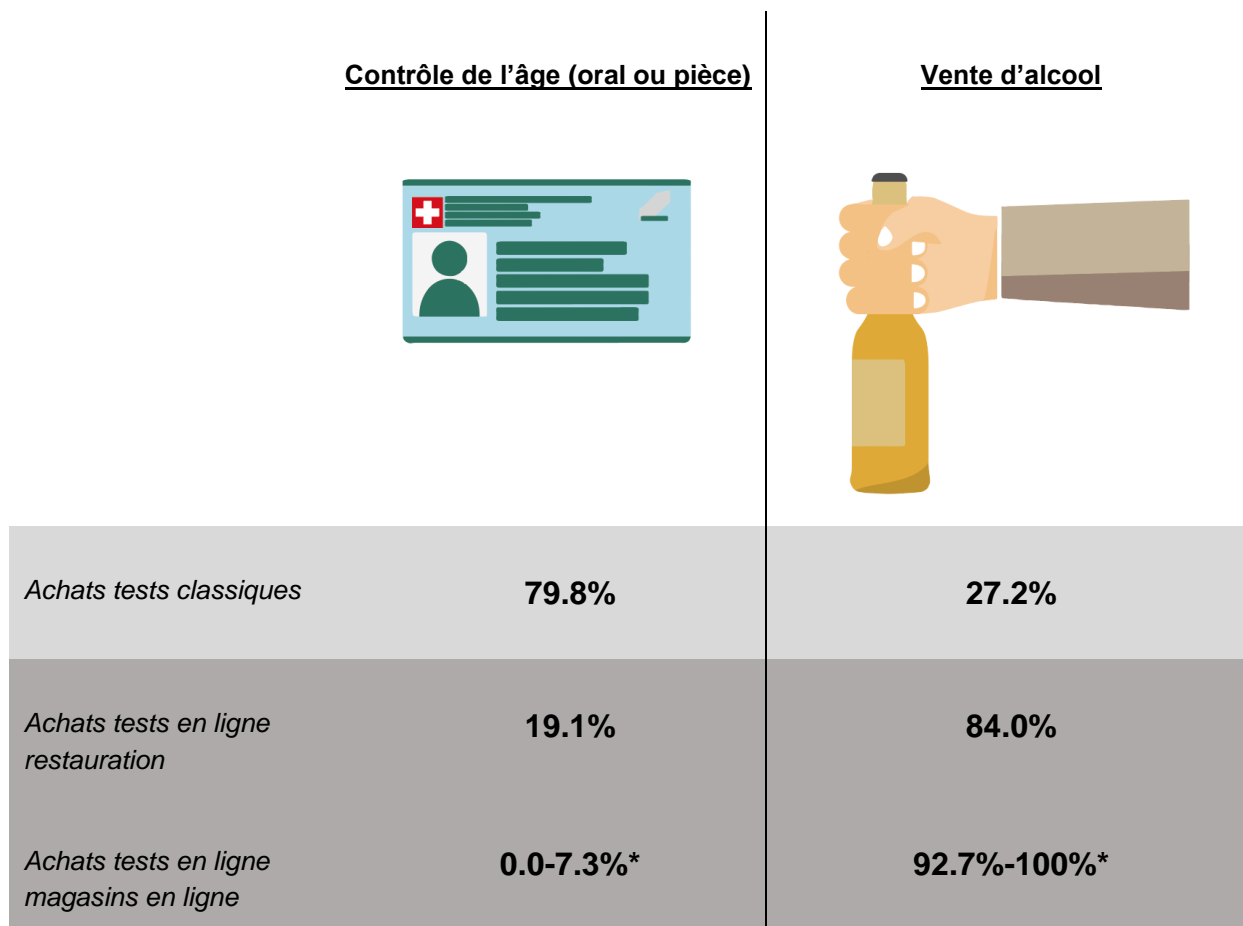 Contrôle de l’âge (oral ou pièce)
Vente d’alcool
Achats tests classiques
79.8%
27.2%
Achats tests en ligne
restauration
19.1%
84.0%
Achats tests en ligne
magasins en ligne
0.0-7.3%*
92.7%-100%*